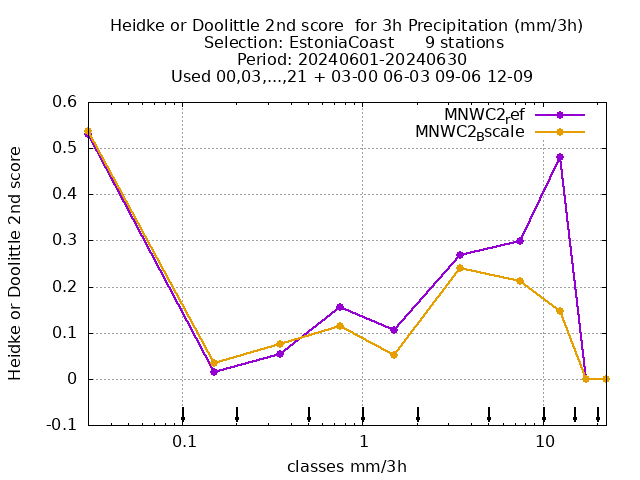 Heidke or Doolittle 2nd score  for 3h Precipitation (mm/3h)
Selection: EstoniaCoast      9 stations
Period: 20240601-20240630
Used 00,03,...,21 + 03-00 06-03 09-06 12-09
MNWC2ref
MNWC2Bscale
0.6
0.5
0.4
0.3
0.2
0.1
0
-0.1
Heidke or Doolittle 2nd score
0.1
1
10
classes mm/3h